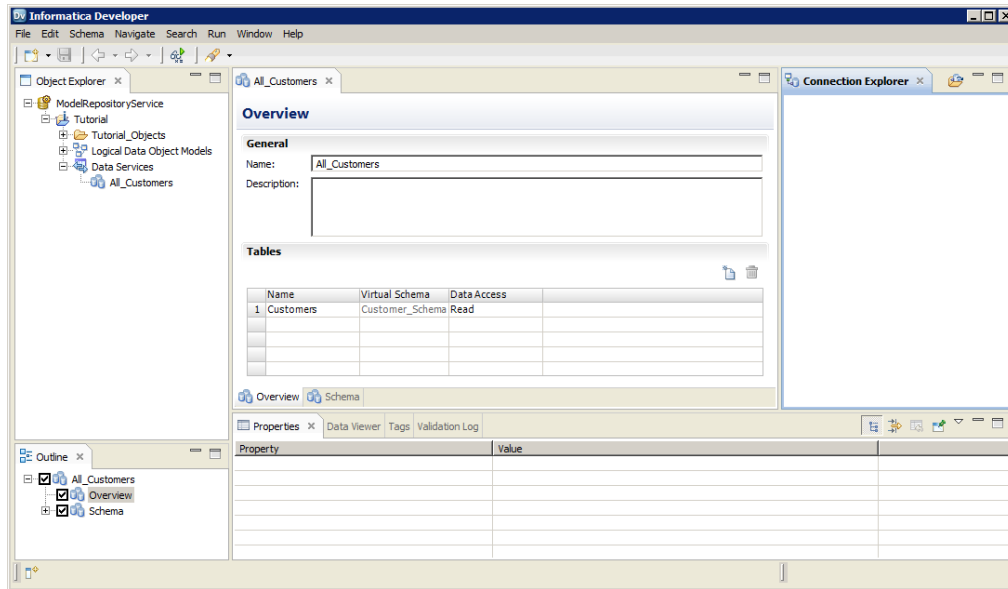 Dv Informatica Developer
File Edit Schema Navigate Search Run Window Help
Object Explorer
ModelRepositoryService
Tutorial
Tutorial_Objects
Logical Data Object Models
Data Services
All_Customers
All_Customers
Overview
General
Name: All_Customers
Description:
Tables
Name Virtual Schema Data Access
1 Customers Customer_Schema Read
Overview Schema
Connection Explorer
Outline
All_Customers
Overview
Schema
Properties Data Viewer Tags Validation Log
Property Value